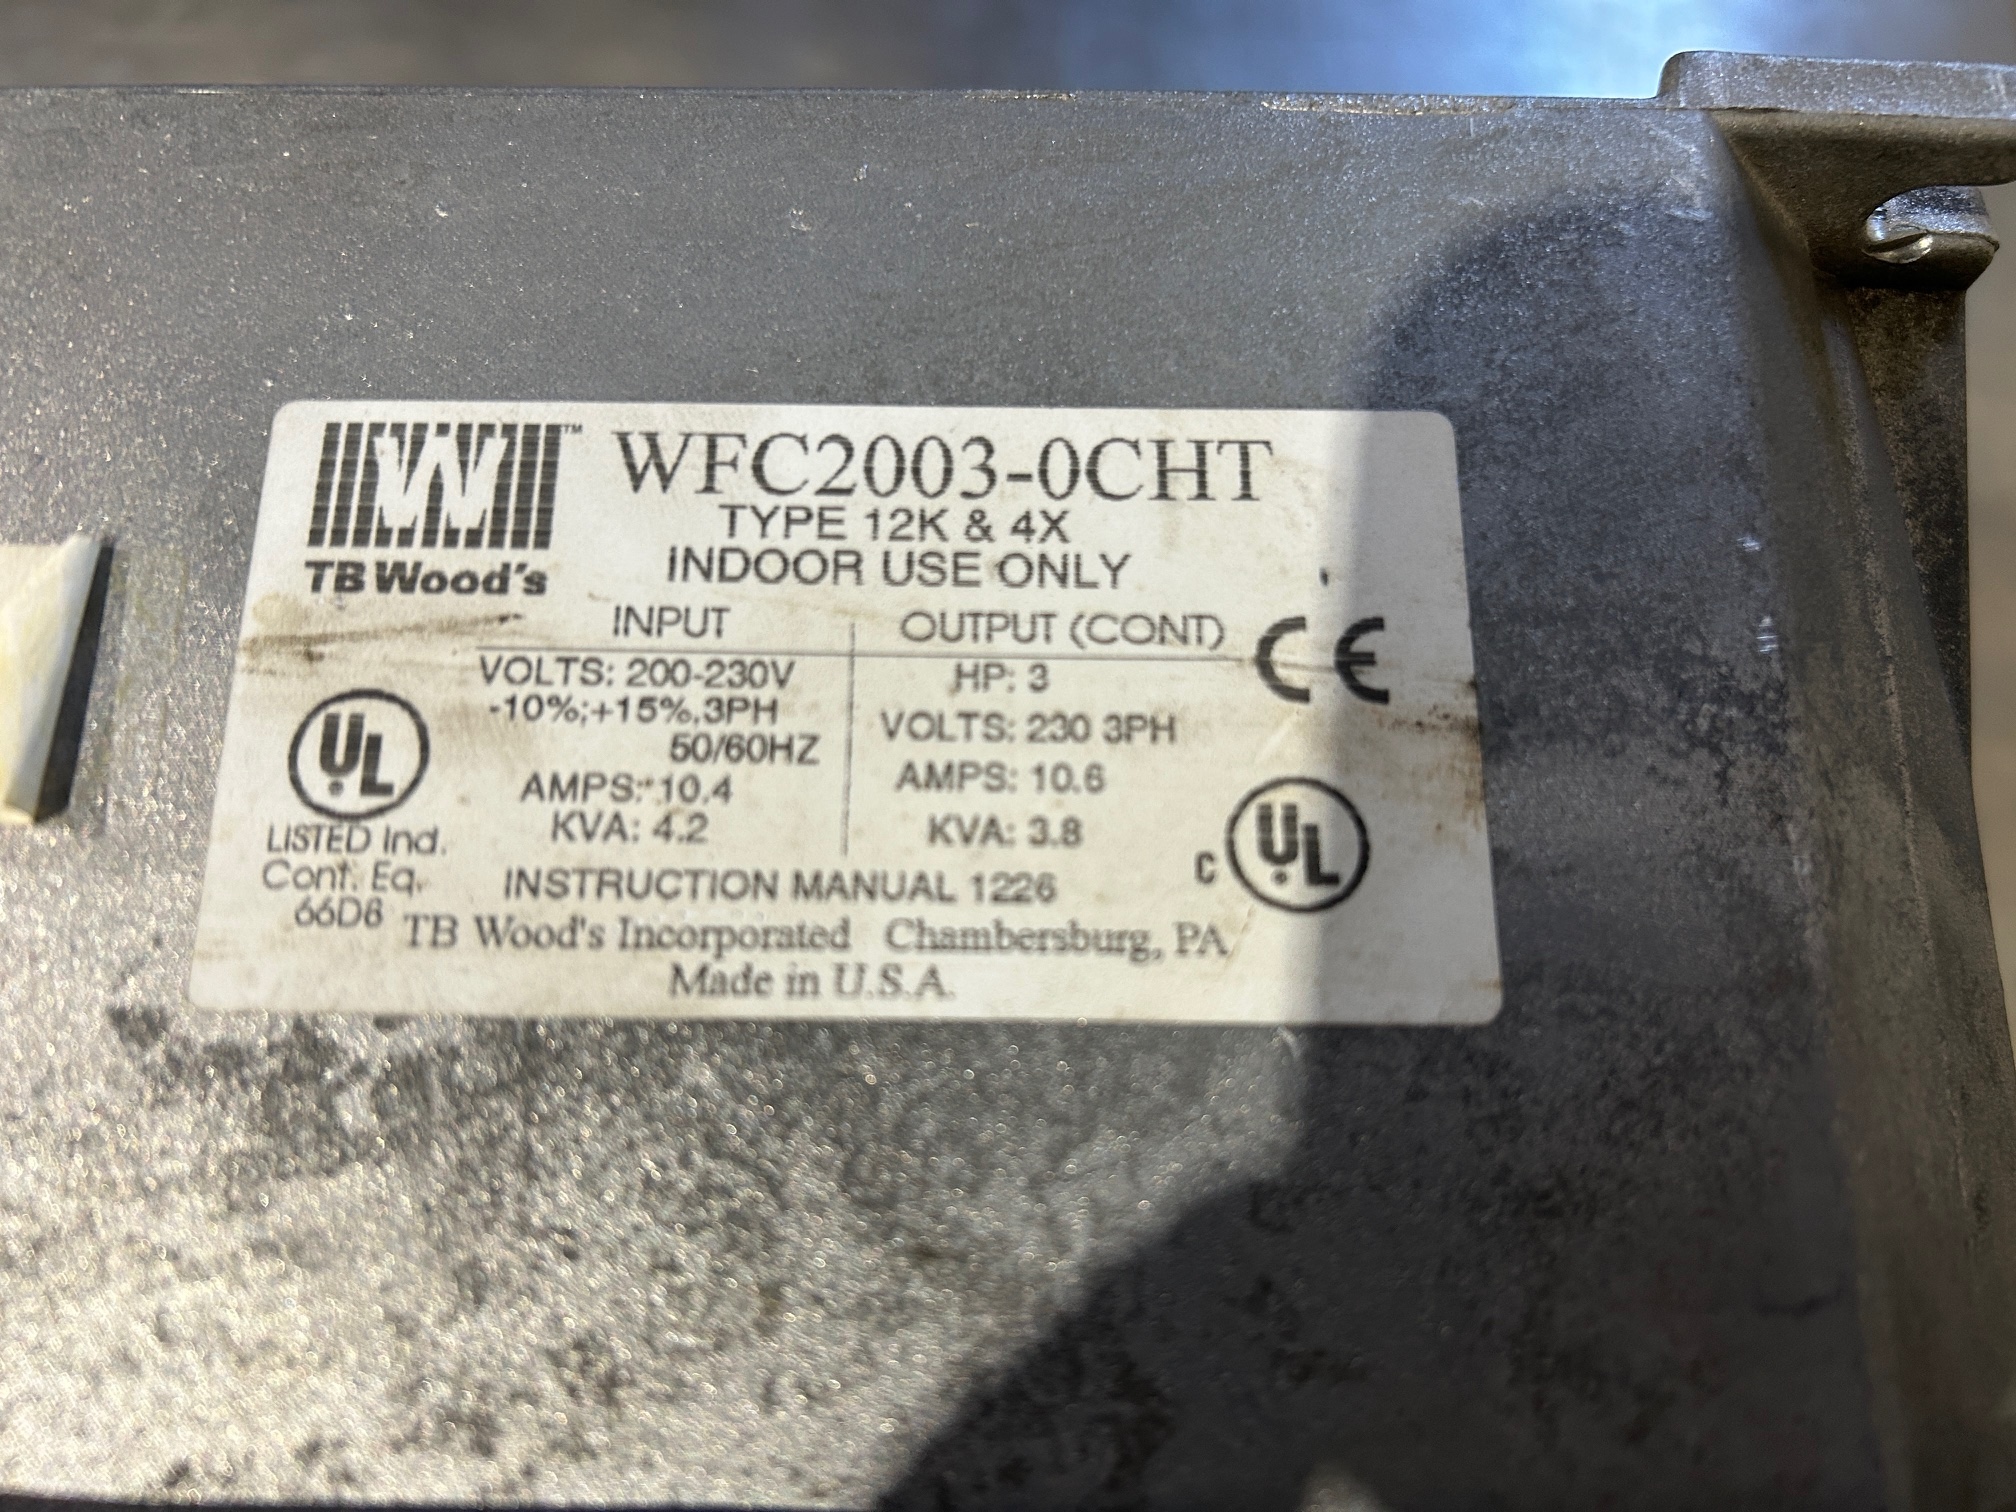 W™
TB Wood's
WFC2003-0CHT
TYPE 12K & 4X
INDOOR USE ONLY
INPUT
VOLTS: 200-230V
-10%;+15%,3PH
50/60HZ
AMPS: 10.4
KVA: 4.2
OUTPUT (CONT)
HP: 3
VOLTS: 230 3PH
AMPS: 10.6
KVA: 3.8
CE
UL
LISTED Ind.
Cont. Eq.
66D6
C UL
INSTRUCTION MANUAL 1226
TB Wood's Incorporated Chambersburg, PA
Made in U.S.A.